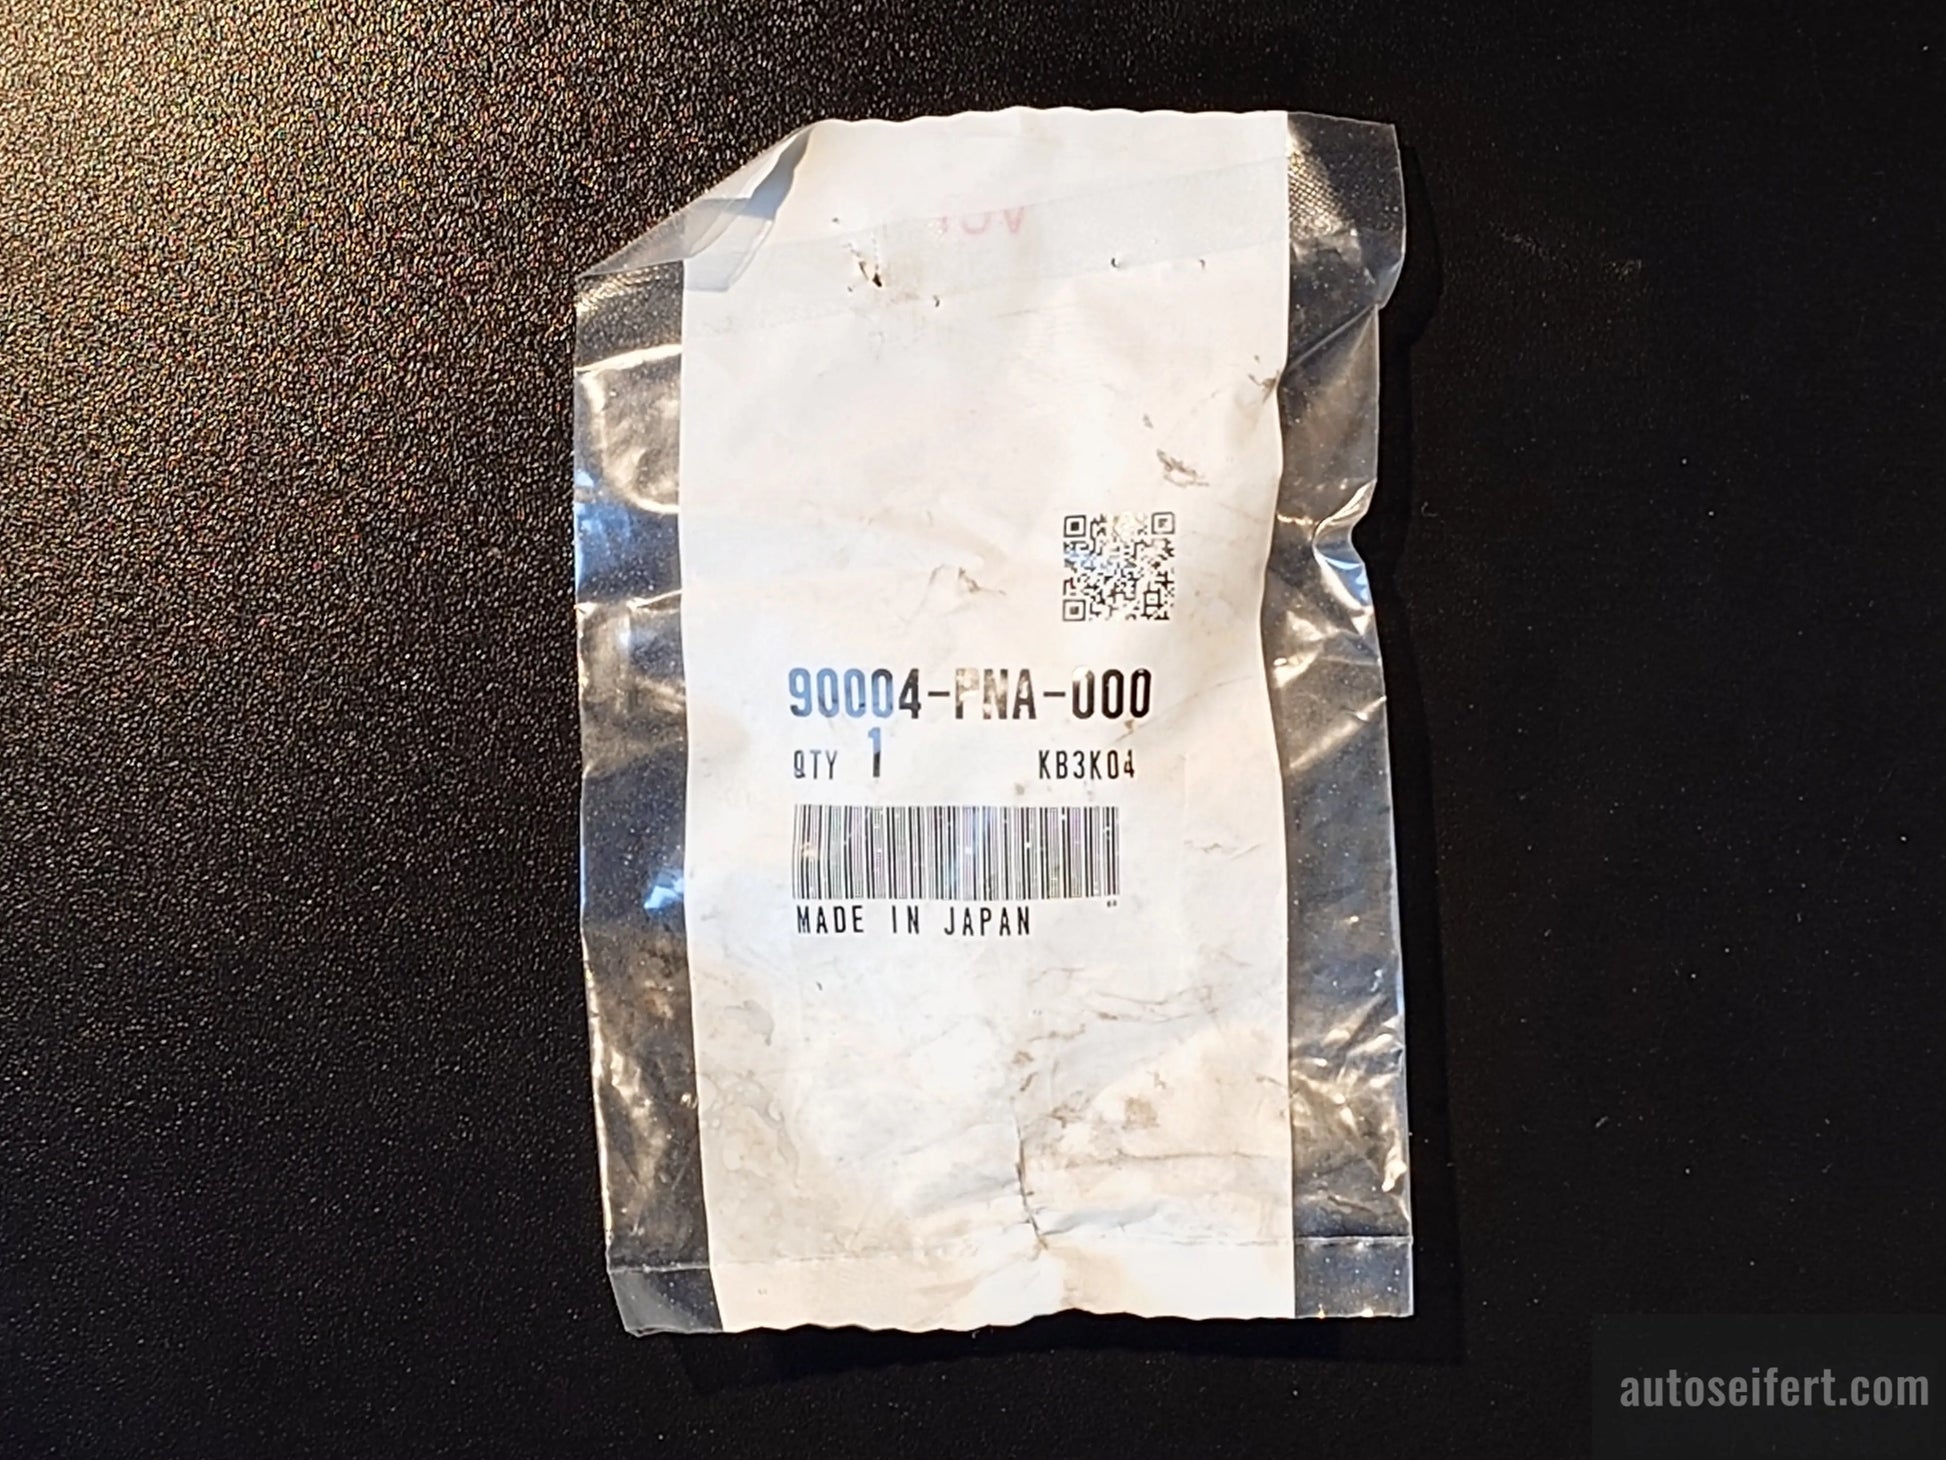 90004-PNA-000
QTY 1 KB3K04
MADE IN JAPAN
autoseifert.com